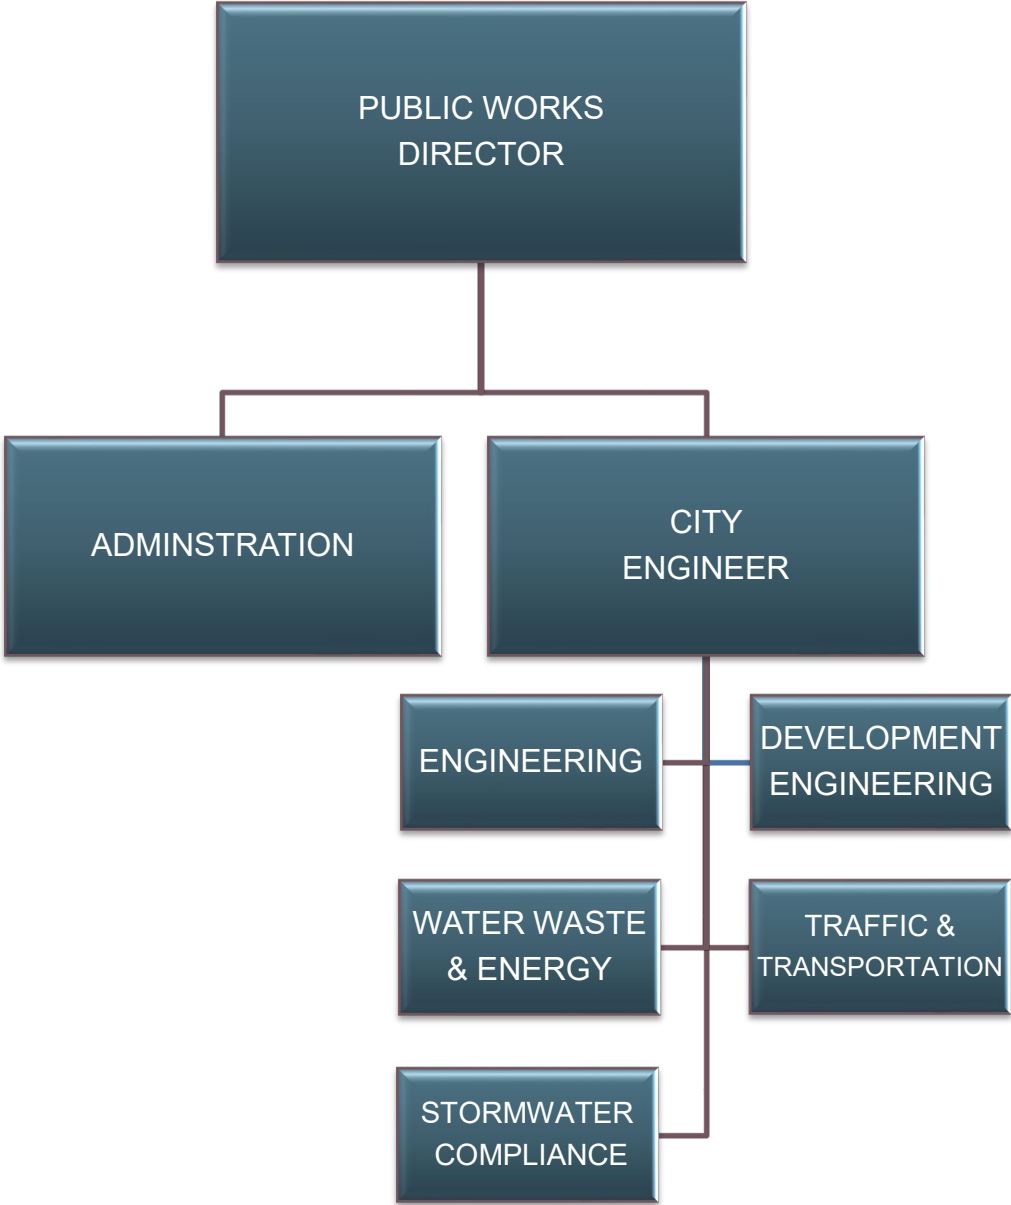 PUBLIC WORKS
DIRECTOR
ADMINSTRATION
CITY
ENGINEER
ENGINEERING
DEVELOPMENT
ENGINEERING
WATER WASTE
& ENERGY
TRAFFIC &
TRANSPORTATION
STORMWATER
COMPLIANCE